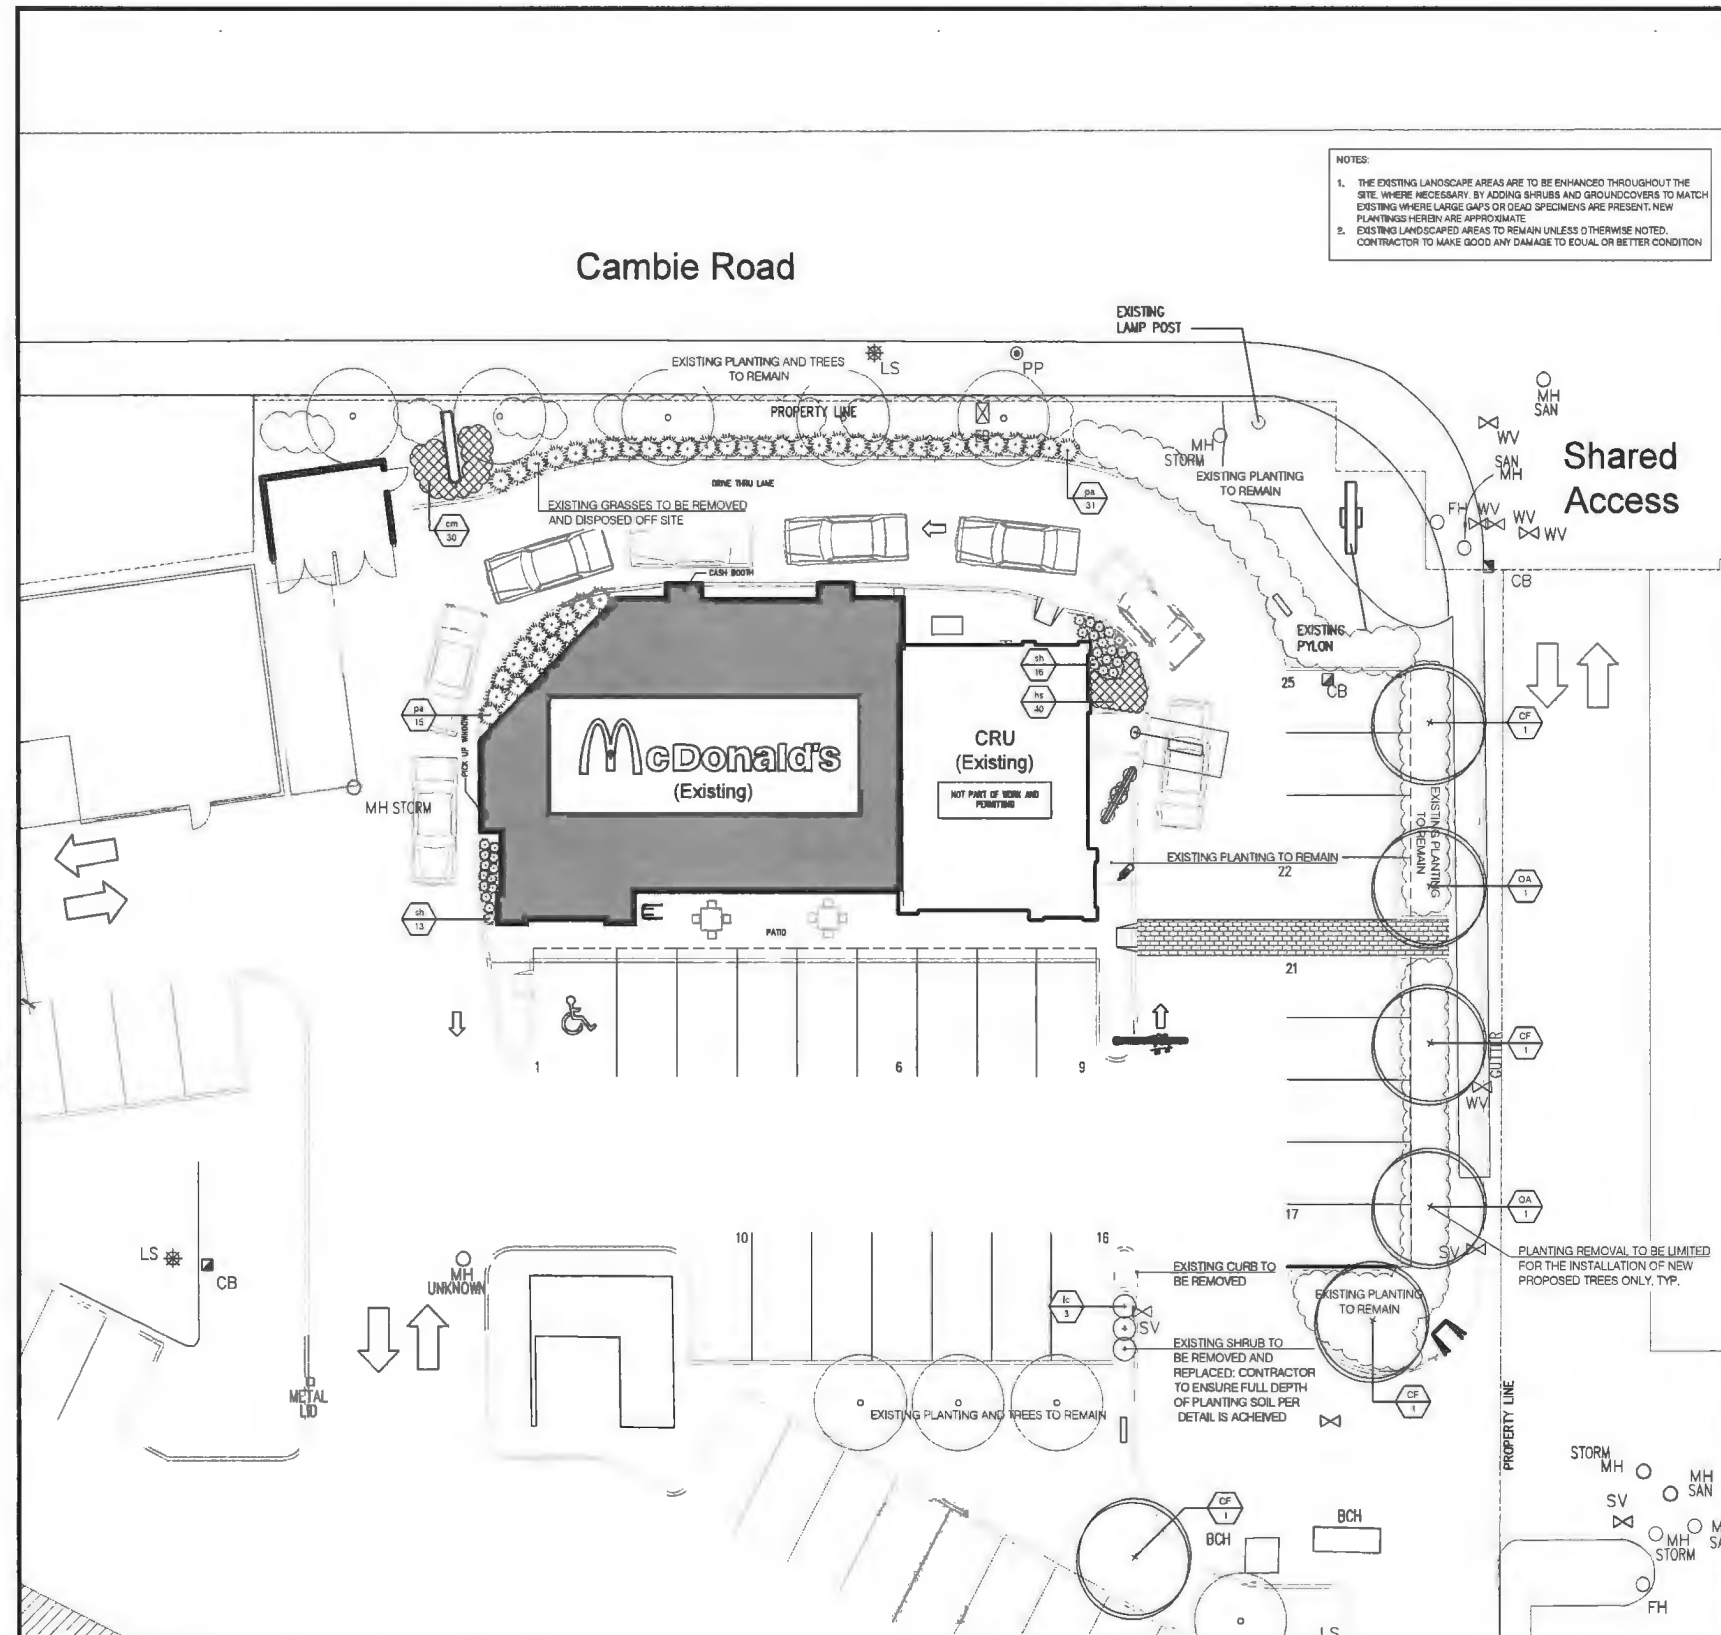 NOTES:
1. THE EXISTING LANDSCAPE AREAS ARE TO BE ENHANCED THROUGHOUT THE
SITE, WHERE NECESSARY, BY ADDING SHRUBS AND GROUNDCOVERS TO MATCH
EXISTING WHERE LARGE GAPS OR DEAD SPECIMENS ARE PRESENT. NEW
PLANTINGS HEREIN ARE APPROXIMATE
2. EXISTING LANDSCAPED AREAS TO REMAIN UNLESS OTHERWISE NOTED.
CONTRACTOR TO MAKE GOOD ANY DAMAGE TO EQUAL OR BETTER CONDITION
Cambie Road
EXISTING
LAMP POST
EXISTING PLANTING AND TREES
TO REMAIN
LS
PP
PROPERTY LINE
MH
SAN
WV
SAN
MH
Shared
Access
MH
STORM
EXISTING PLANTING
TO REMAIN
DRIVE THRU LANE
pa
31
EXISTING GRASSES TO BE REMOVED
AND DISPOSED OFF SITE
cm
30
FH
WV
WV
WV
CB
CASH BOOTH
EXISTING
PYLON
sh
16
hs
40
25
CB
CF
1
pa
15
PICK UP WINDOW
McDonald's
(Existing)
CRU
(Existing)
NOT PART OF WORK AND
PERMITTING
MH STORM
EXISTING PLANTING
TO REMAIN
EXISTING PLANTING TO REMAIN
22
OA
1
sh
13
PATIO
21
CF
1
GUTTER
WV
1
6
9
17
OA
1
10
16
LS
CB
MH
UNKNOWN
EXISTING CURB TO
BE REMOVED
SV
PLANTING REMOVAL TO BE LIMITED
FOR THE INSTALLATION OF NEW
PROPOSED TREES ONLY, TYP.
EXISTING PLANTING
TO REMAIN
lc
3
SV
EXISTING SHRUB TO
BE REMOVED AND
REPLACED; CONTRACTOR
TO ENSURE FULL DEPTH
OF PLANTING SOIL PER
DETAIL IS ACHEIVED
METAL
LID
EXISTING PLANTING AND TREES TO REMAIN
CF
1
PROPERTY LINE
STORM
MH
MH
SAN
SV
CF
1
BCH
BCH
MH
STORM
FH
LS